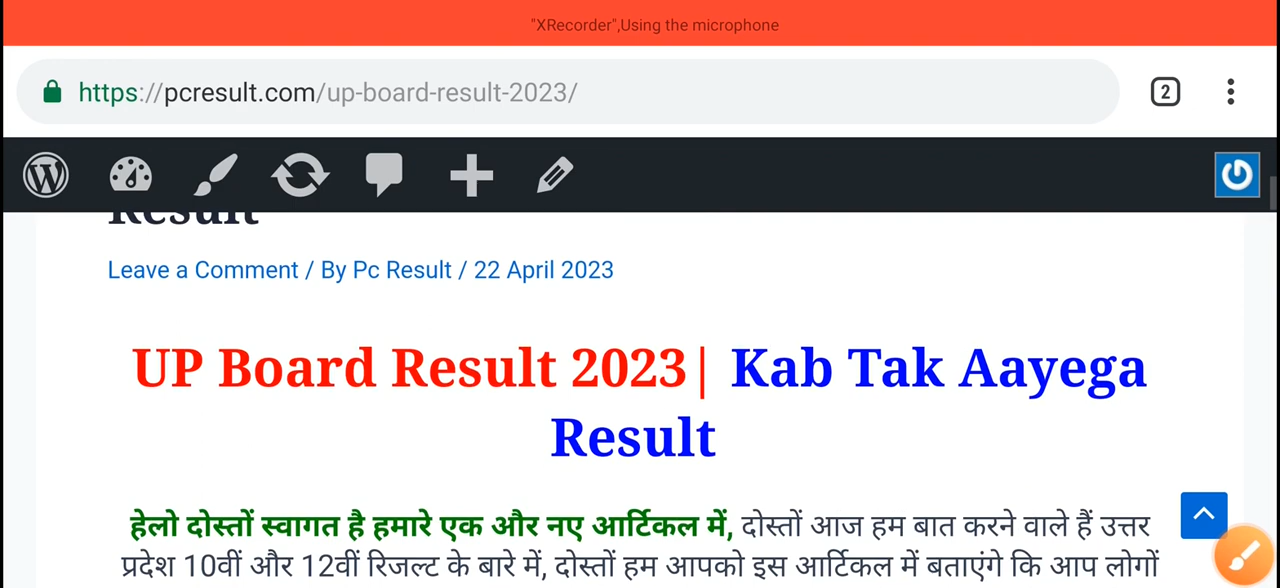 "XRecorder",Using the microphone
https://pcresult.com/up-board-result-2023/
2
Result
Leave a Comment / By Pc Result / 22 April 2023
UP Board Result 2023| Kab Tak Aayega
Result
हेलो दोस्तों स्वागत है हमारे एक और नए आर्टिकल में, दोस्तों आज हम बात करने वाले हैं उत्तर
प्रदेश 10वीं और 12वीं रिजल्ट के बारे में, दोस्तों हम आपको इस आर्टिकल में बताएंगे कि आप लोगों